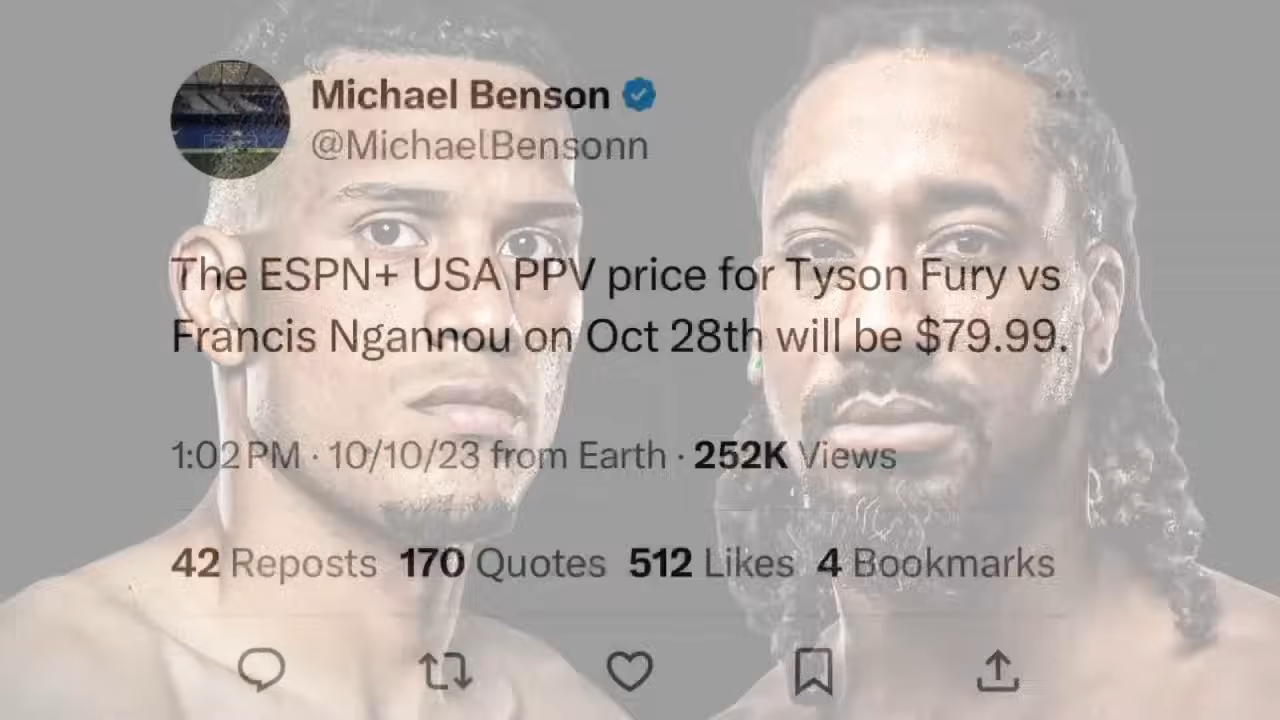 Michael Benson
@MichaelBensonn
The ESPN+ USA PPV price for Tyson Fury vs
Francis Ngannou on Oct 28th will be $79.99.
1:02 PM · 10/10/23 from Earth · 252K Views
42 Reposts 170 Quotes 512 Likes 4 Bookmarks